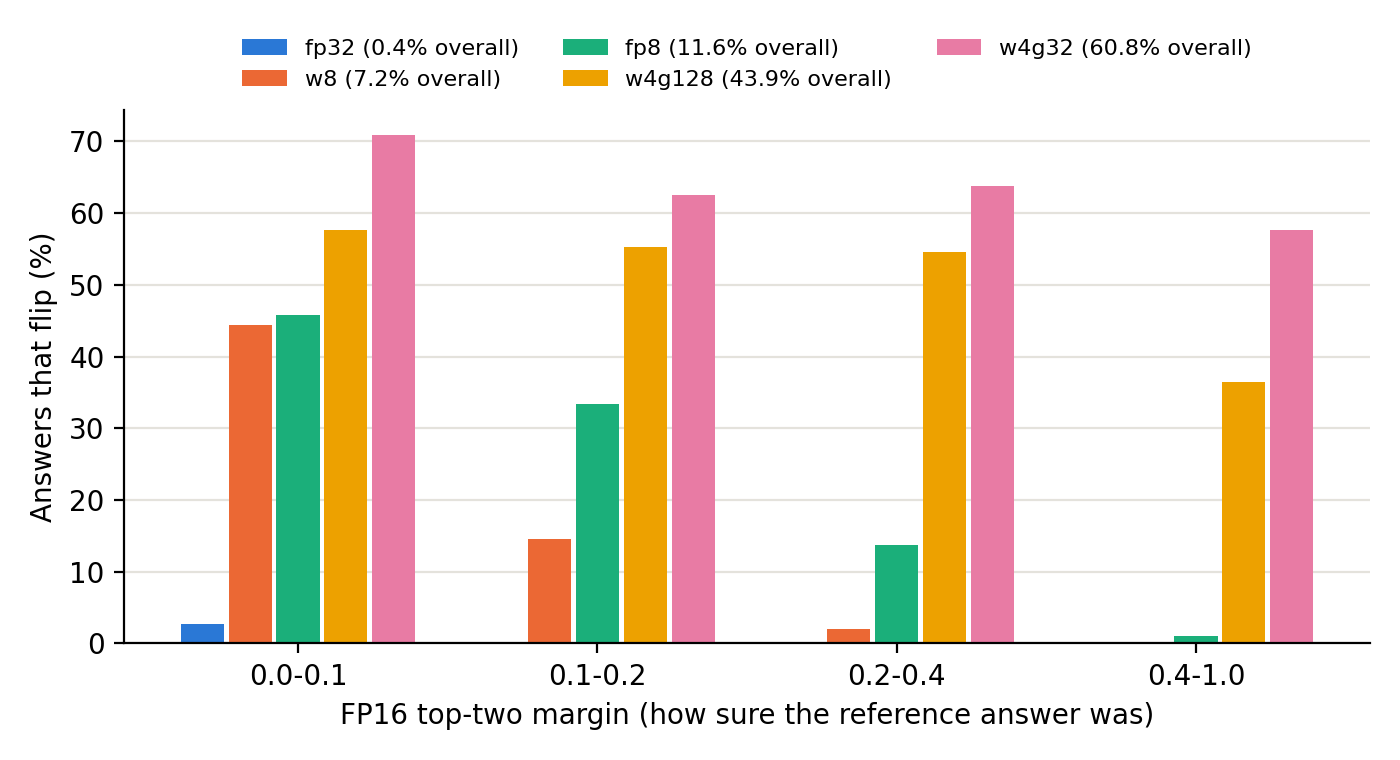 fp32 (0.4% overall)
w8 (7.2% overall)
fp8 (11.6% overall)
w4g128 (43.9% overall)
w4g32 (60.8% overall)
Answers that flip (%)
70
60
50
40
30
20
10
0
0.0-0.1
0.1-0.2
0.2-0.4
0.4-1.0
FP16 top-two margin (how sure the reference answer was)